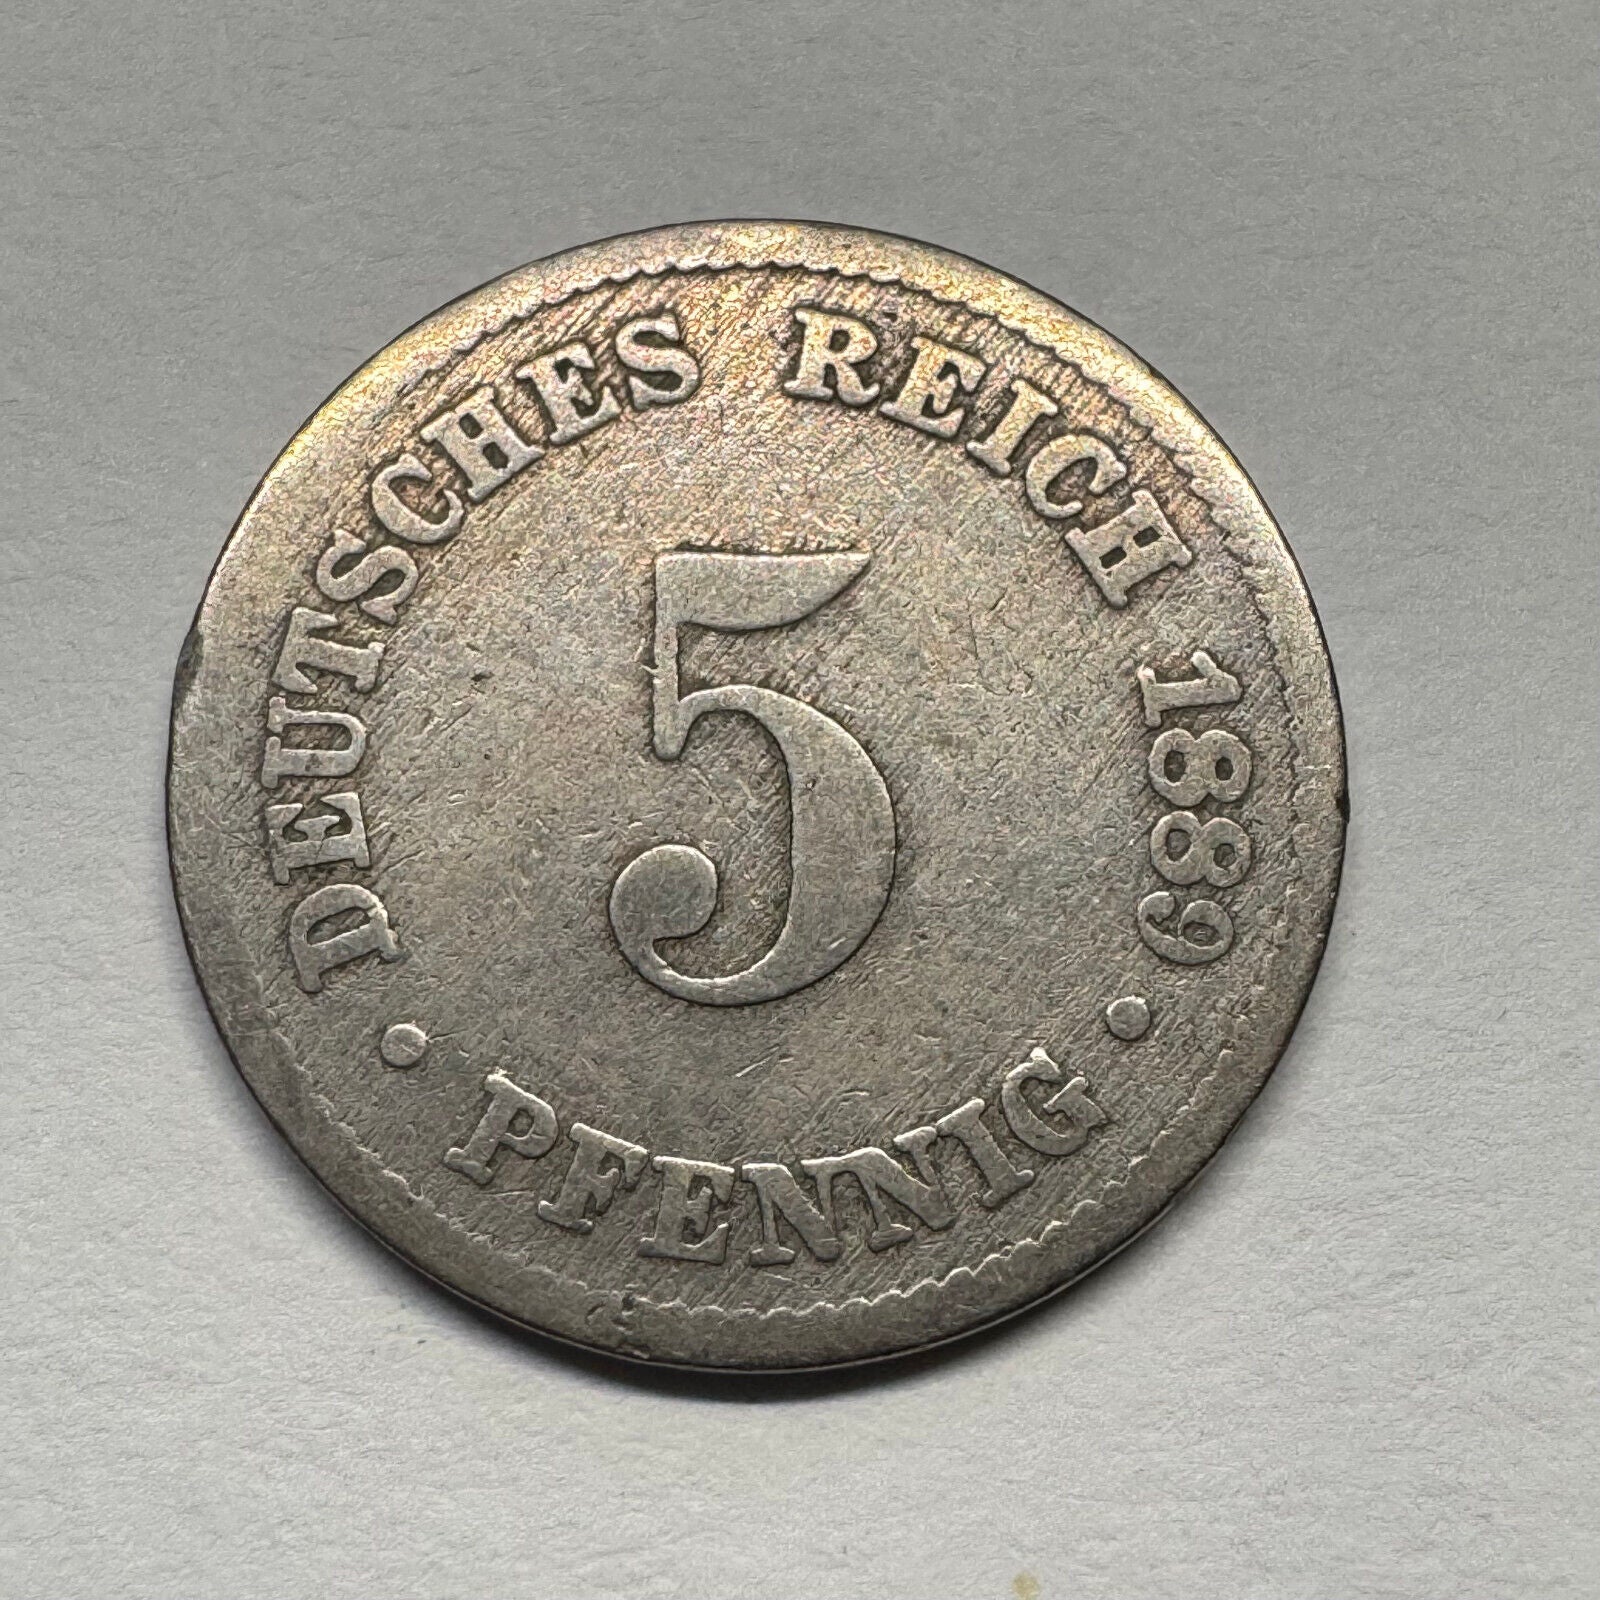 DEUTSCHES REICH 1889
5
• PFENNIG •